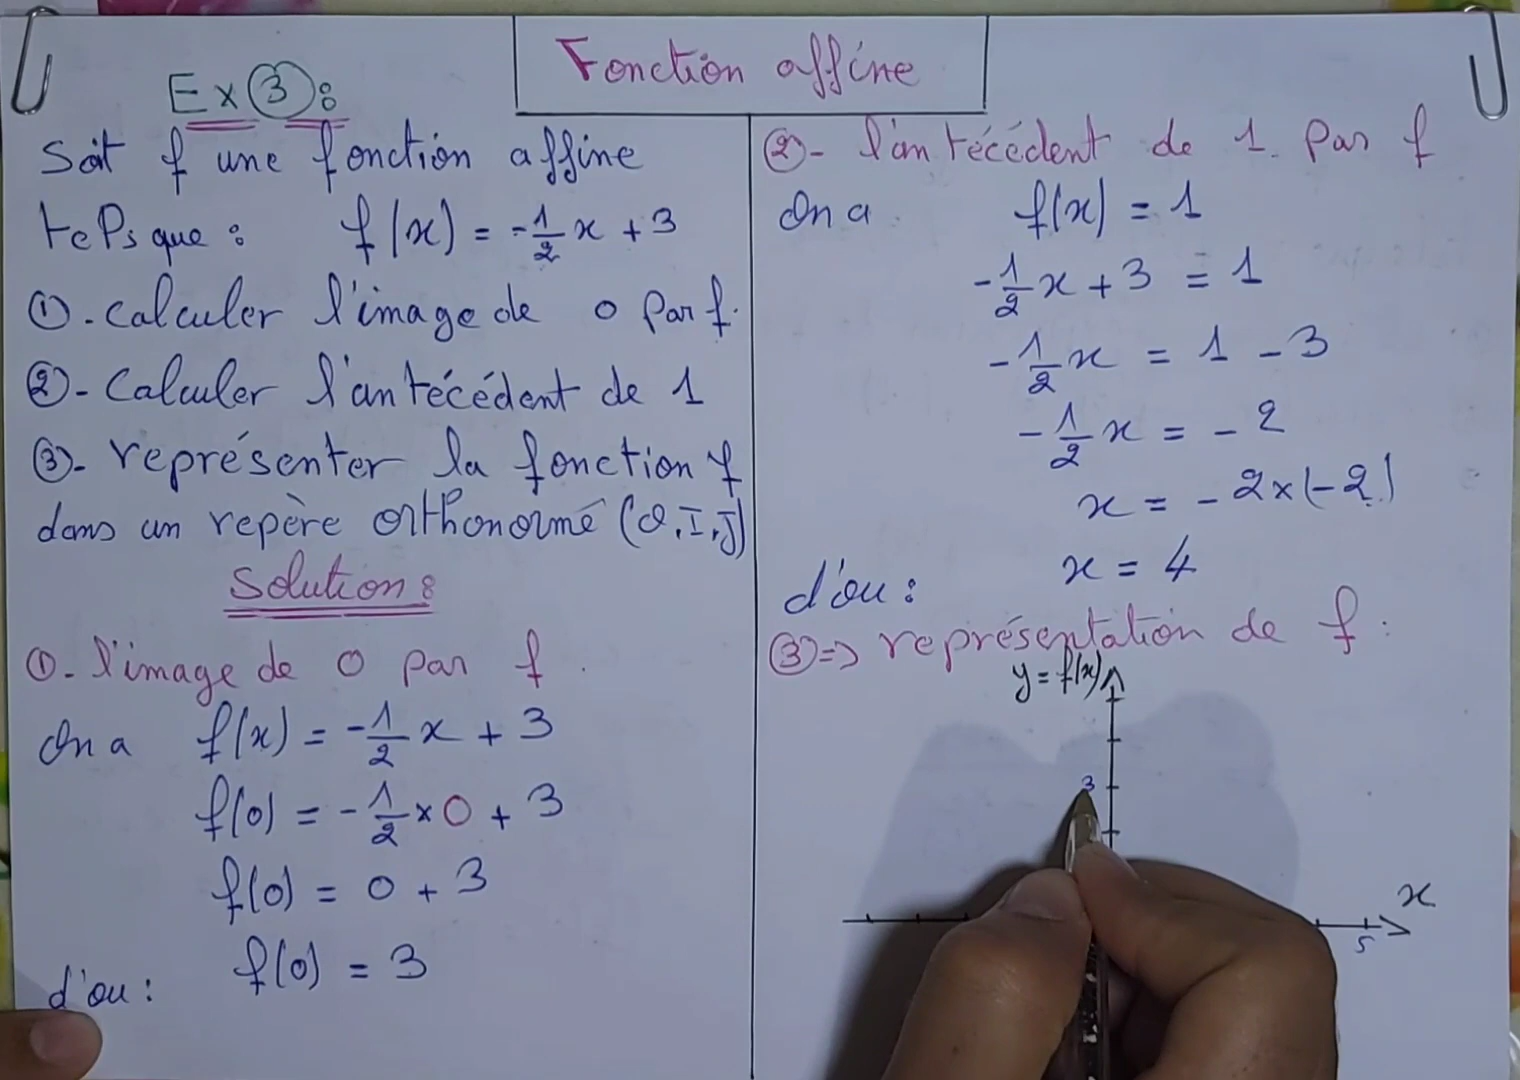 Fonction affine
Ex 3 :
Soit f une fonction affine
tels que : f(x) = -1/2 x + 3
①. calculer l'image de 0 Par f.
②- Calculer l'antécédent de 1
③- représenter la fonction f
dans un repère orthonormé (O,I,J)
Solution :
①- l'image de 0 par f.
On a f(x) = -1/2 x + 3
f(0) = -1/2 × 0 + 3
f(0) = 0 + 3
f(0) = 3
d'ou :
②- l'antécédent de 1. Par f
On a f(x) = 1
-1/2 x + 3 = 1
-1/2 x = 1 - 3
-1/2 x = -2
x = -2×(-2)
x = 4
d'ou :
③=> représentation de f :
y = f(x)
3
x
5